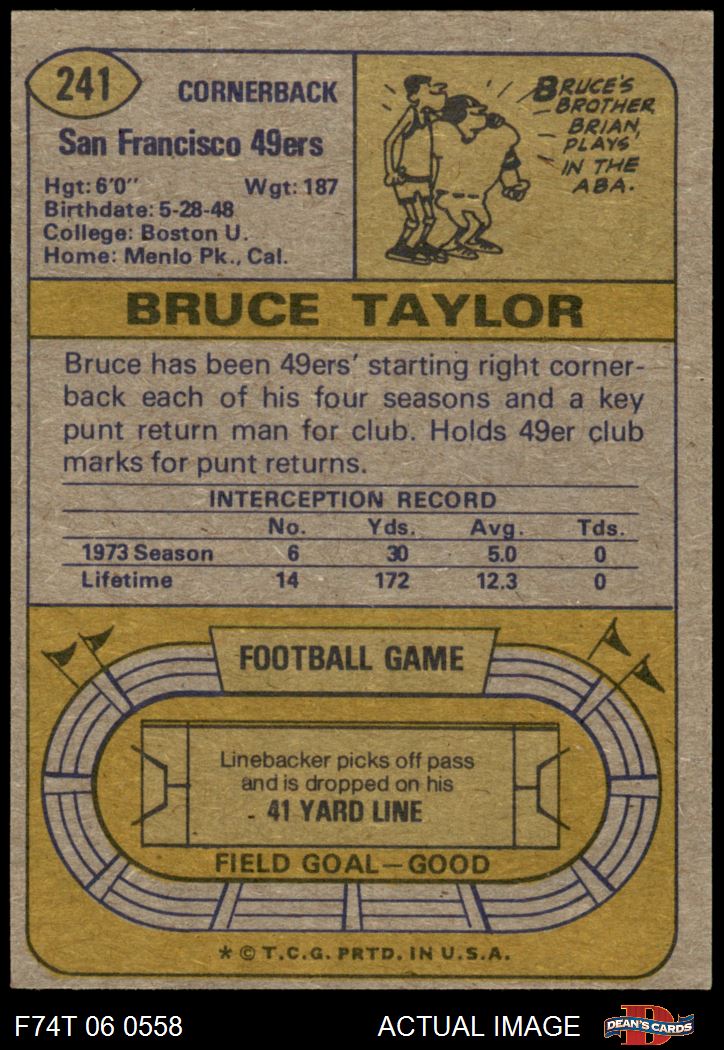 241
CORNERBACK
San Francisco 49ers
Hgt: 6'0" Wgt: 187
Birthdate: 5-28-48
College: Boston U.
Home: Menlo Pk., Cal.
BRUCE'S
BROTHER
BRIAN,
PLAYS
IN THE
ABA.
BRUCE TAYLOR
Bruce has been 49ers' starting right corner-
back each of his four seasons and a key
punt return man for club. Holds 49er club
marks for punt returns.
INTERCEPTION RECORD
No. Yds. Avg. Tds.
1973 Season 6 30 5.0 0
Lifetime 14 172 12.3 0
FOOTBALL GAME
Linebacker picks off pass
and is dropped on his
41 YARD LINE
FIELD GOAL—GOOD
* © T.C.G. PRTD. IN U.S.A.
F74T 06 0558 ACTUAL IMAGE
D
DEAN'S CARDS